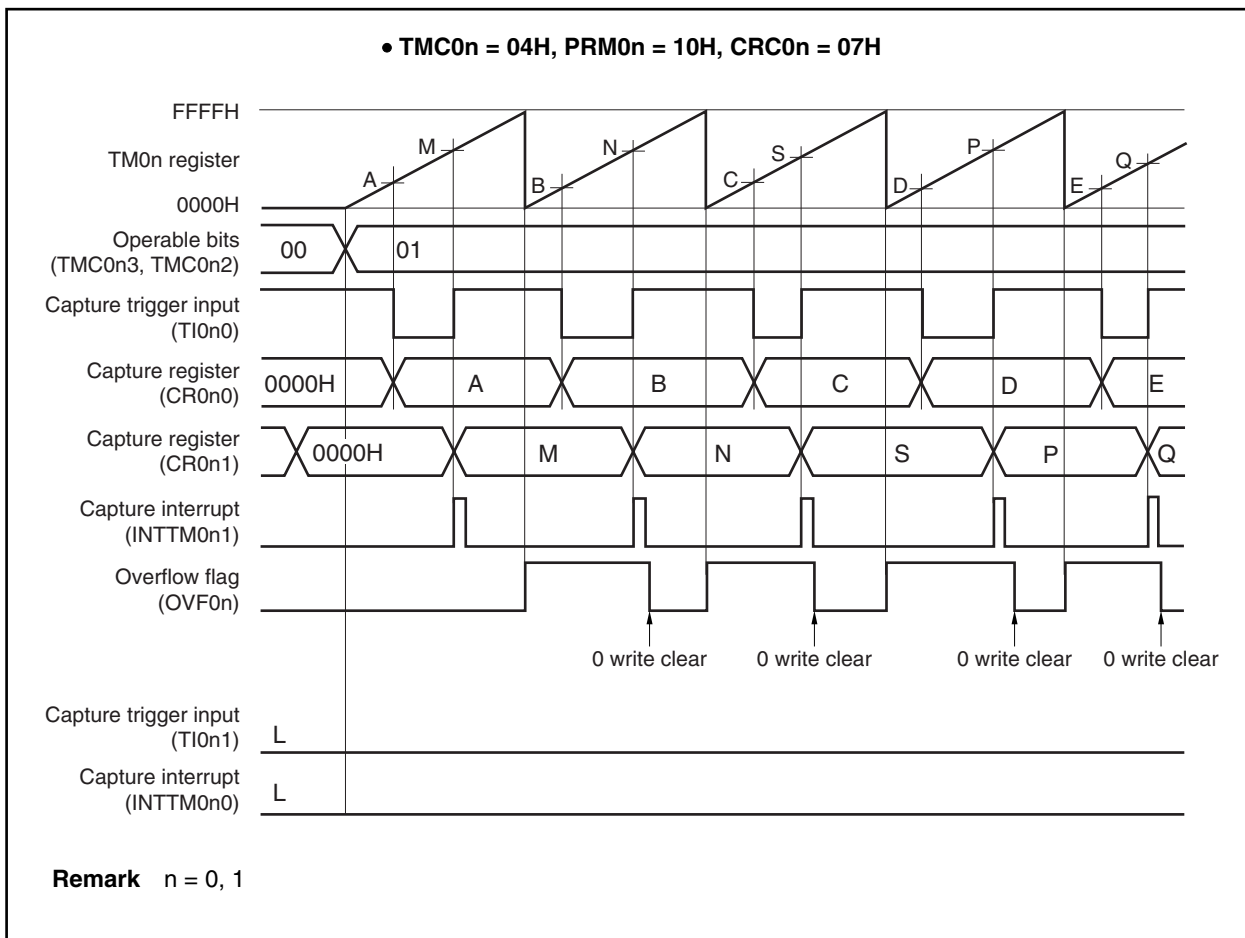 • TMC0n = 04H, PRM0n = 10H, CRC0n = 07H
FFFFH
TM0n register
0000H
A
M
B
N
C
S
D
P
E
Q
Operable bits
(TMC0n3, TMC0n2)
00
01
Capture trigger input
(TI0n0)
Capture register
(CR0n0)
0000H
A
B
C
D
E
Capture register
(CR0n1)
0000H
M
N
S
P
Q
Capture interrupt
(INTTM0n1)
Overflow flag
(OVF0n)
0 write clear
0 write clear
0 write clear
0 write clear
Capture trigger input
(TI0n1)
L
Capture interrupt
(INTTM0n0)
L
Remark n = 0, 1